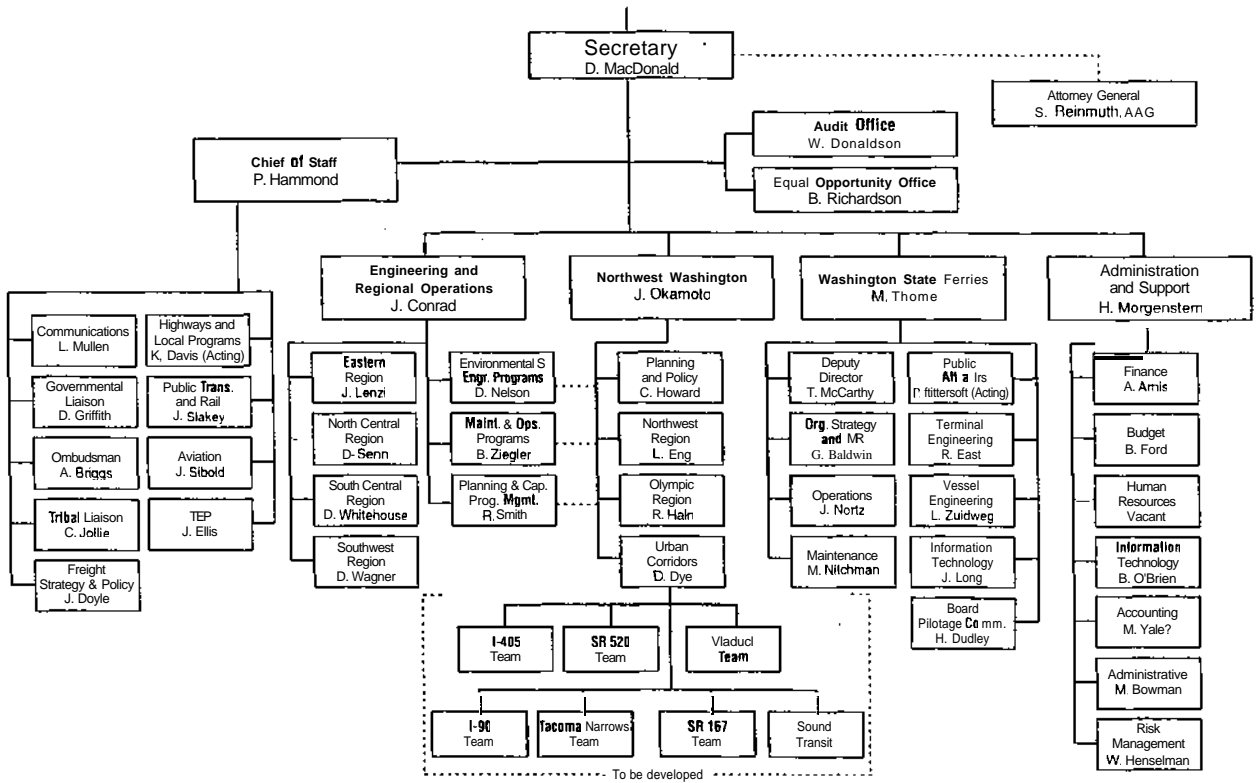 Secretary
D. MacDonald
Attorney General
S. Reinmuth, AAG
Audit Office
W. Donaldson
Chief of Staff
P. Hammond
Equal Opportunity Office
B. Richardson
Engineering and
Regional Operations
J. Conrad
Northwest Washington
J. Okamoto
Washington State Ferries
M. Thorne
Administration
and Support
H. Morgenstern
Communications
L. Mullen
Highways and
Local Programs
K, Davis (Acting)
Governmental
Liaison
D. Griffith
Public Trans.
and Rail
J. Slakey
Ombudsman
A. Briggs
Aviation
J. Sibold
Tribal Liaison
C. Jollie
TEP
J. Ellis
Freight
Strategy & Policy
J. Doyle
Eastern
Region
J. Lenzi
North Central
Region
D- Senn
South Central
Region
D. Whitehouse
Southwest
Region
D. Wagner
Environmental S
Engr. Programs
D. Nelson
Maint. & Ops.
Programs
B. Ziegler
Planning & Cap.
Prog. Mgmt.
R. Smith
Planning
and Policy
C. Howard
Northwest
Region
L. Eng
Olympic
Region
R. Hain
Urban
Corridors
D. Dye
Deputy
Director
T. McCarthy
Org. Strategy
and MR
G. Baldwin
Operations
J. Nortz
Maintenance
M. Nitchman
Public
Aff a Irs
(Acting)
Terminal
Engineering
R. East
Vessel
Engineering
L. Zuidweg
Information
Technology
J. Long
Board
Pilotage Comm.
H. Dudley
Finance
A. Arnis
Budget
B. Ford
Human
Resources
Vacant
Information
Technology
B. O'Brien
Accounting
M. Yale?
Administrative
M. Bowman
Risk
Management
W. Henselman
I-405
Team
SR 520
Team
Vladucl
Team
I-90
Team
Tacoma Narrows
Team
SR 167
Team
Sound
Transit
To be developed